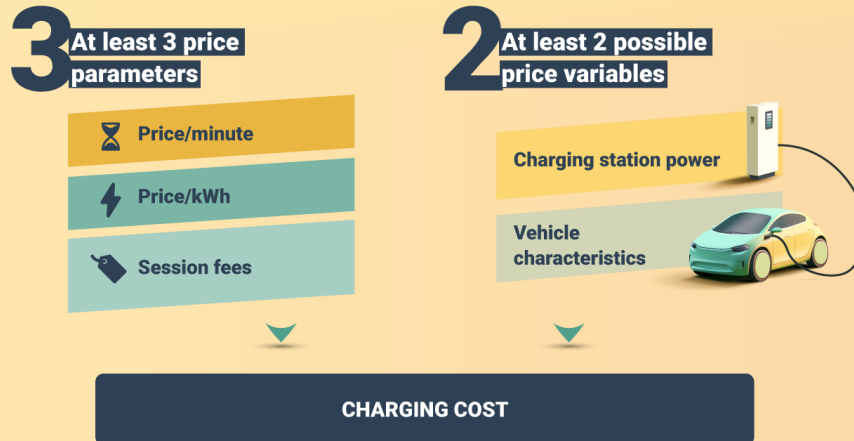 3
At least 3 price
parameters
Price/minute
Price/kWh
Session fees
2
At least 2 possible
price variables
Charging station power
Vehicle
characteristics
CHARGING COST